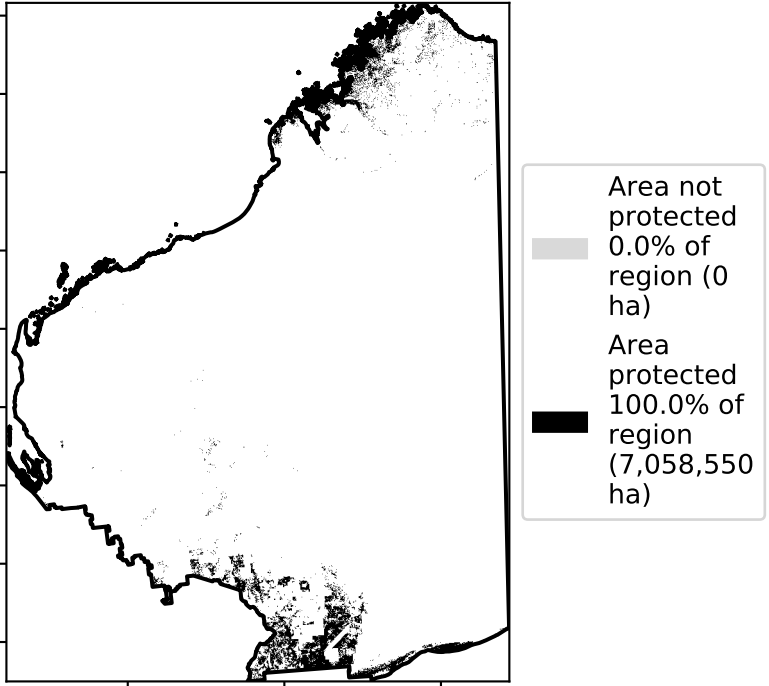 Area not
protected
0.0% of
region (0
ha)
Area
protected
100.0% of
region
(7,058,550
ha)